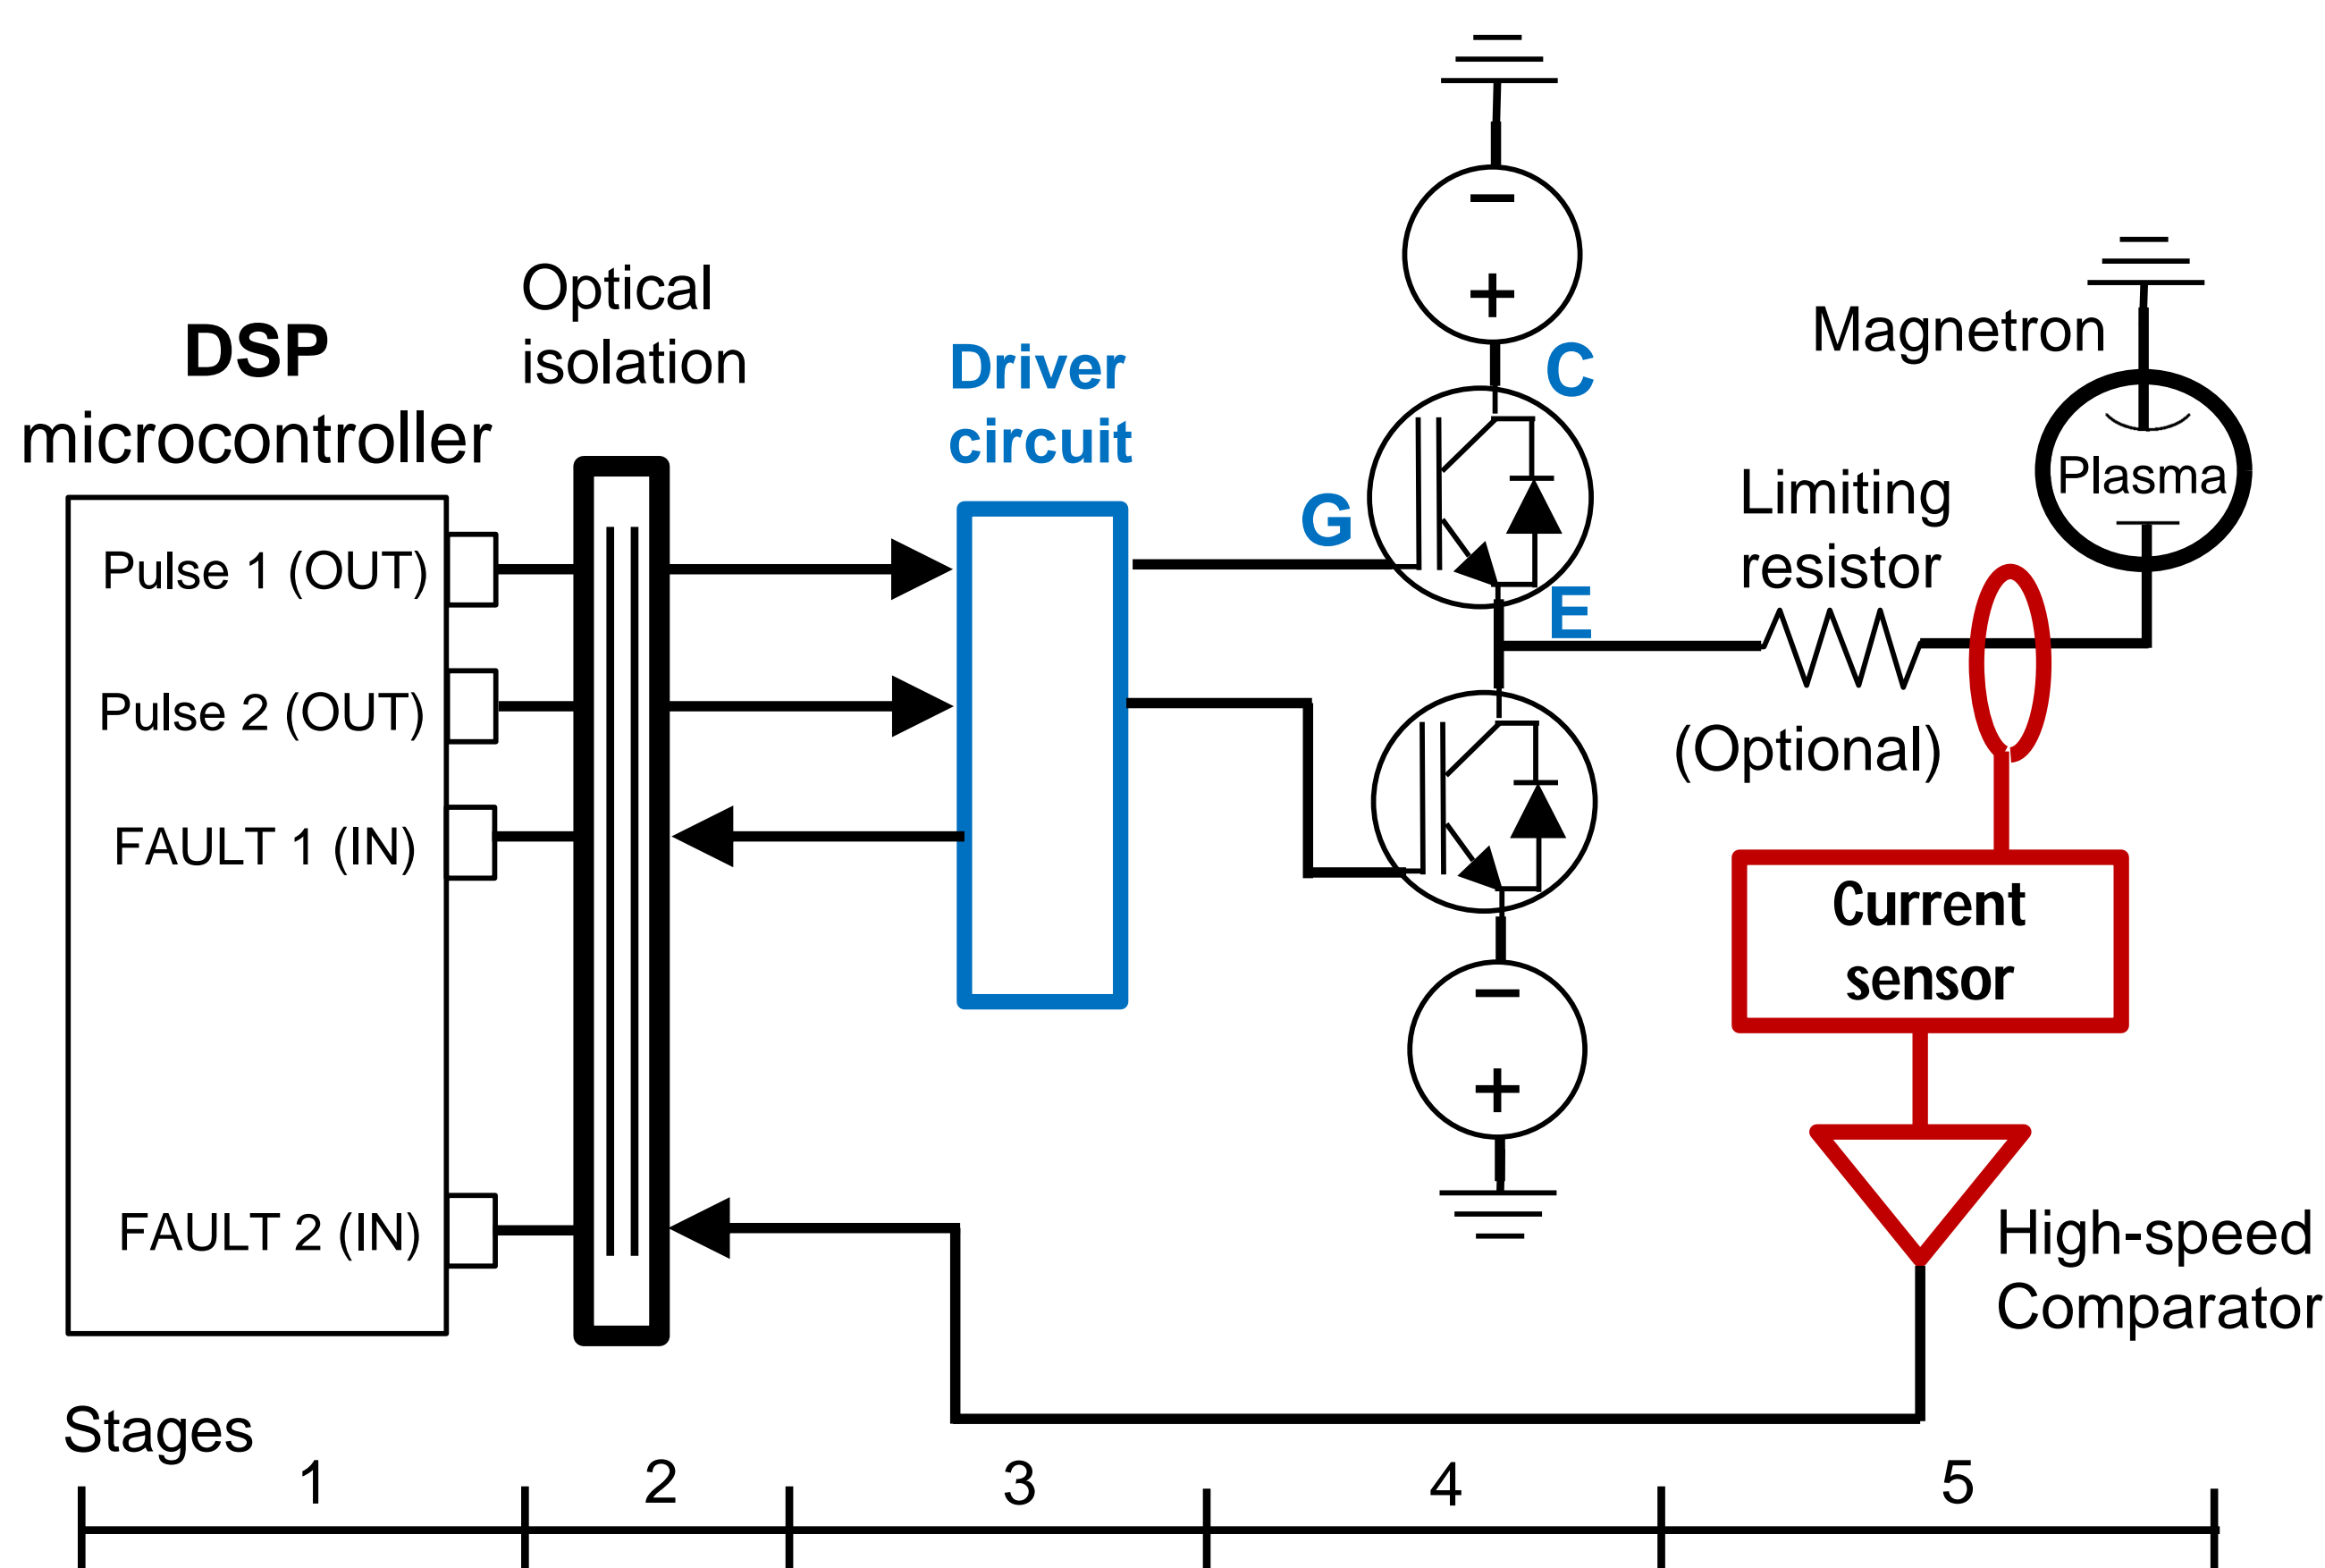 DSP
microcontroller
Pulse 1 (OUT)
Pulse 2 (OUT)
FAULT 1 (IN)
FAULT 2 (IN)
Optical
isolation
Driver
circuit
−
+
C
G
E
−
+
Magnetron
Plasma
Limiting
resistor
(Optional)
Current
sensor
High-speed
Comparator
Stages
1
2
3
4
5